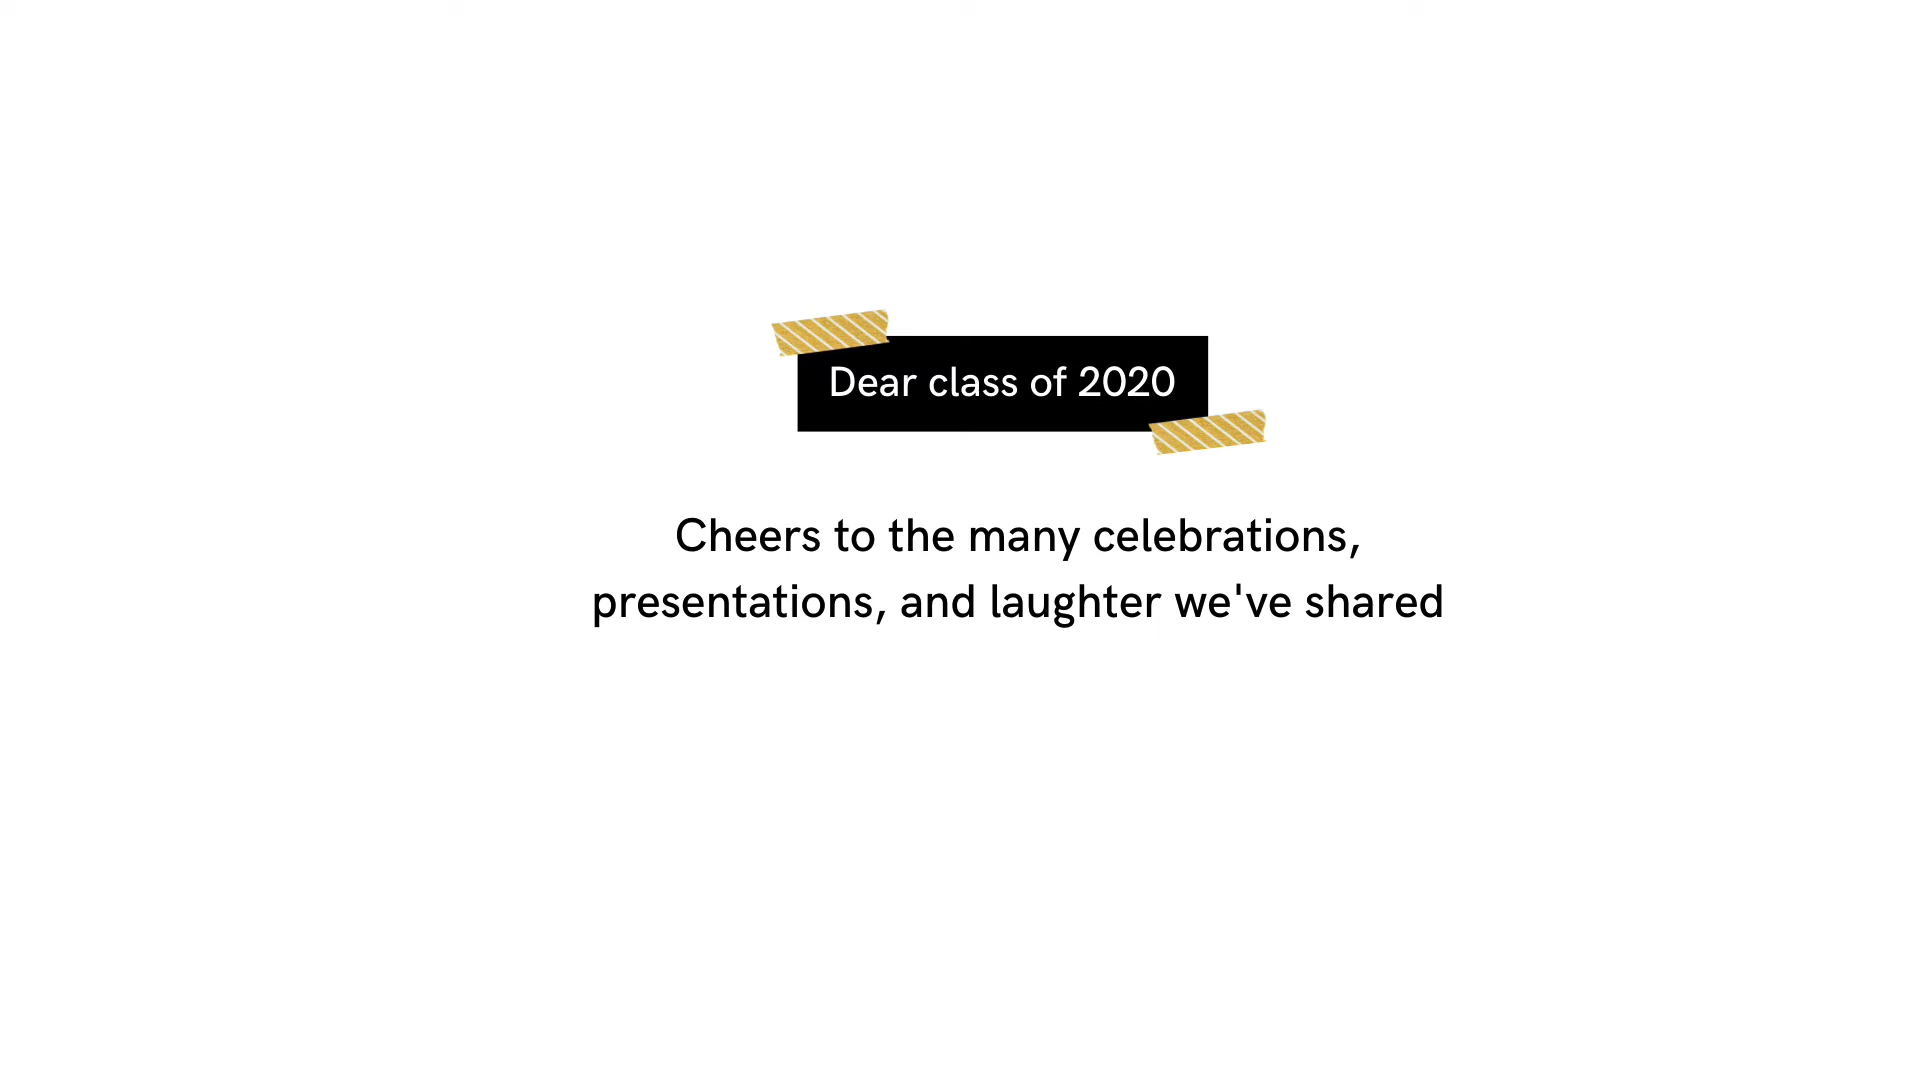 Dear class of 2020
Cheers to the many celebrations,
presentations, and laughter we've shared